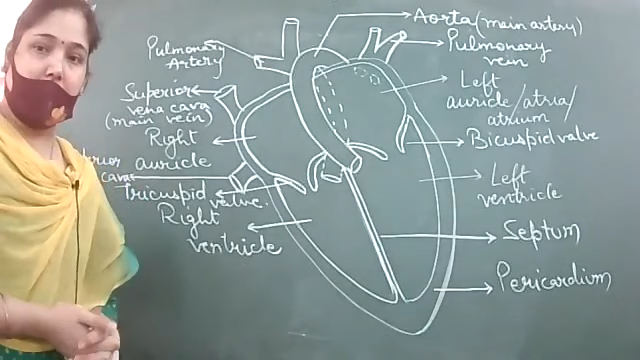 Aorta (main artery)
Pulmonary
Artery
Pulmonary
vein
Superior
vena cava
(main vein)
Left
auricle/atria/
atrium
Right
auricle
Bicuspid valve
cava
Tricuspid
valve.
Left
ventricle
Right
ventricle
Septum
Pericardium